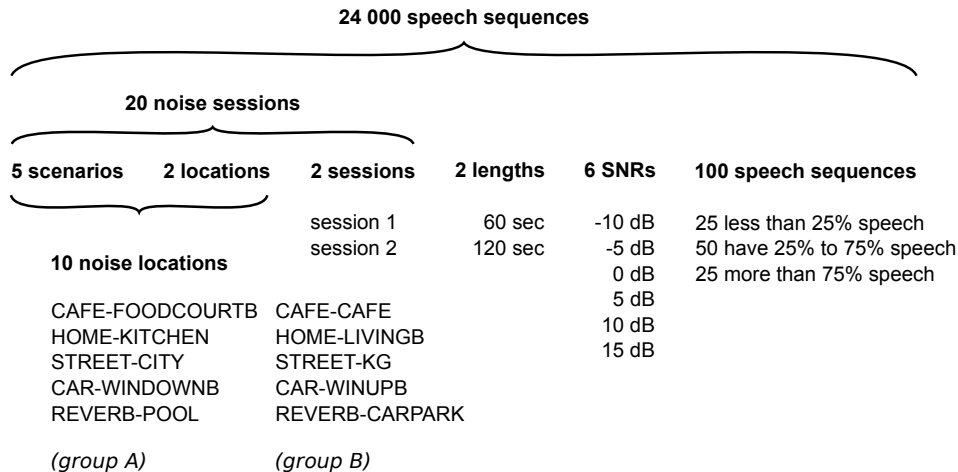 24 000 speech sequences
20 noise sessions
5 scenarios 2 locations 2 sessions 2 lengths 6 SNRs 100 speech sequences
session 1 60 sec -10 dB 25 less than 25% speech
session 2 120 sec -5 dB 50 have 25% to 75% speech
10 noise locations 0 dB 25 more than 75% speech
CAFE-FOODCOURTB CAFE-CAFE 5 dB
HOME-KITCHEN HOME-LIVINGB 10 dB
STREET-CITY STREET-KG 15 dB
CAR-WINDOWNB CAR-WINUPB
REVERB-POOL REVERB-CARPARK
(group A) (group B)